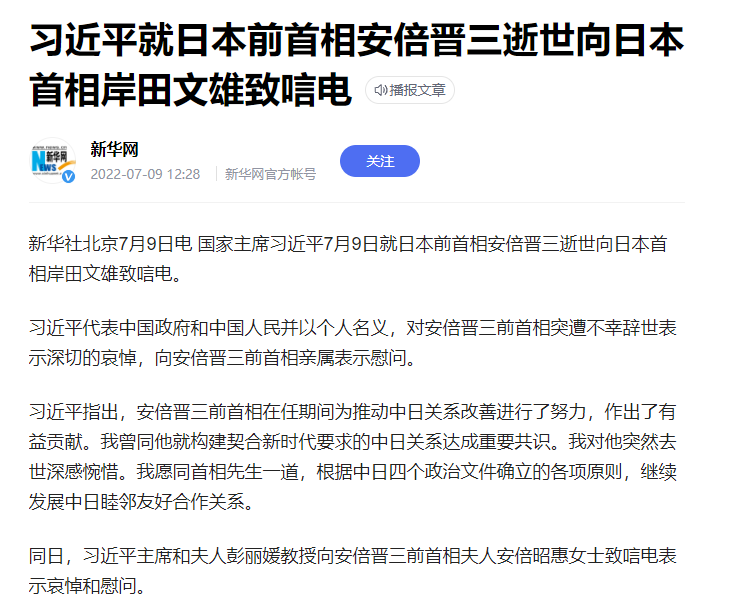 习近平就日本前首相安倍晋三逝世向日本
首相岸田文雄致唁电
播报文章
新华网
NEWS
新华网
2022-07-09 12:28
新华网官方帐号
关注
新华社北京7月9日电 国家主席习近平7月9日就日本前首相安倍晋三逝世向日本首
相岸田文雄致唁电。
习近平代表中国政府和中国人民并以个人名义，对安倍晋三前首相突遭不幸辞世表
示深切的哀悼，向安倍晋三前首相亲属表示慰问。
习近平指出，安倍晋三前首相在任期间为推动中日关系改善进行了努力，作出了有
益贡献。我曾同他就构建契合新时代要求的中日关系达成重要共识。我对他突然去
世深感惋惜。我愿同首相先生一道，根据中日四个政治文件确立的各项原则，继续
发展中日睦邻友好合作关系。
同日，习近平主席和夫人彭丽媛教授向安倍晋三前首相夫人安倍昭惠女士致唁电表
示哀悼和慰问。